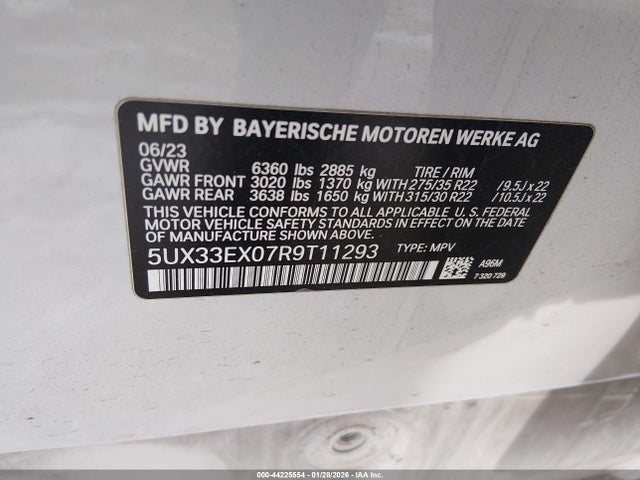 MFD BY BAYERISCHE MOTOREN WERKE AG
06/23
GVWR 6360 lbs 2885 kg TIRE / RIM
GAWR FRONT 3020 lbs 1370 kg WITH 275/35 R22 /9.5J x 22
GAWR REAR 3638 lbs 1650 kg WITH 315/30 R22 /10.5J x 22
THIS VEHICLE CONFORMS TO ALL APPLICABLE U. S. FEDERAL
MOTOR VEHICLE SAFETY STANDARDS IN EFFECT ON THE DATE
OF MANUFACTURE SHOWN ABOVE.
5UX33EX07R9T11293 TYPE: MPV
A96M
7 320 729
000-44225554 | 01/28/2026 | IAA Inc.